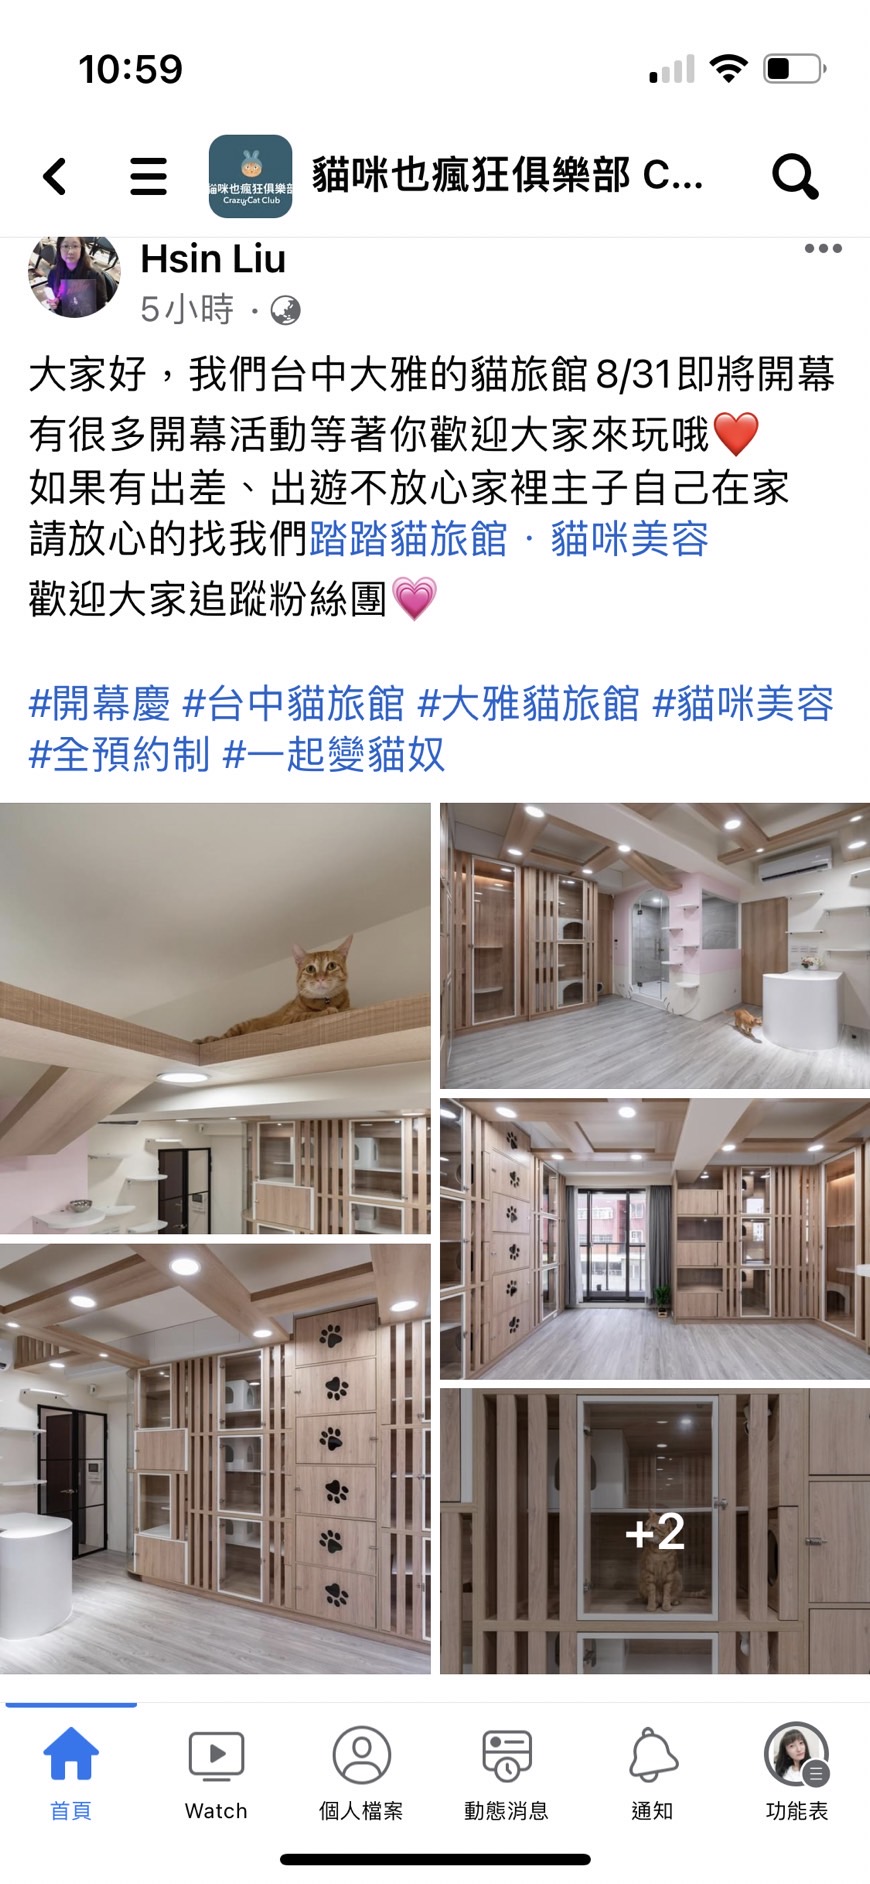 10:59
貓咪也瘋狂俱樂部
CrazyCat Club
貓咪也瘋狂俱樂部 C...
Hsin Liu
5小時 ·
大家好，我們台中大雅的貓旅館8/31即將開幕
有很多開幕活動等著你歡迎大家來玩哦❤️
如果有出差、出遊不放心家裡主子自己在家
請放心的找我們踏踏貓旅館 · 貓咪美容
歡迎大家追蹤粉絲團💗
#開幕慶 #台中貓旅館 #大雅貓旅館 #貓咪美容
#全預約制 #一起變貓奴
+2
首頁
Watch
個人檔案
動態消息
通知
功能表